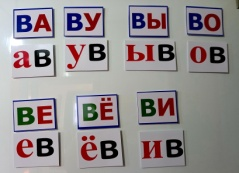 ВА ВУ ВЫ ВО
ав ув ыв ов
ВЕ ВЁ ВИ
ев ёв ив